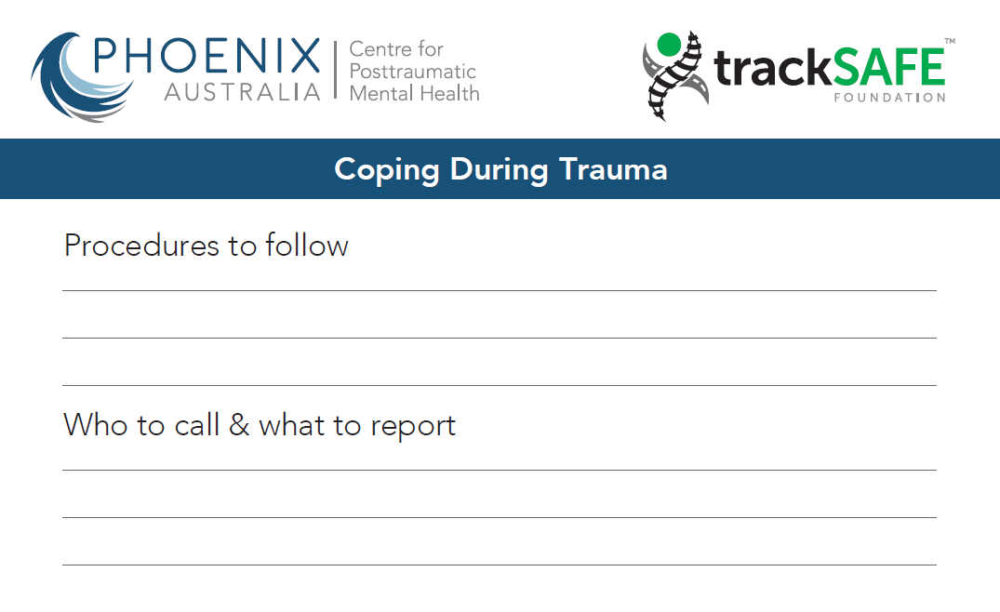 PHOENIX
AUSTRALIA
Centre for
Posttraumatic
Mental Health
trackSAFE™
FOUNDATION
Coping During Trauma
Procedures to follow
Who to call & what to report